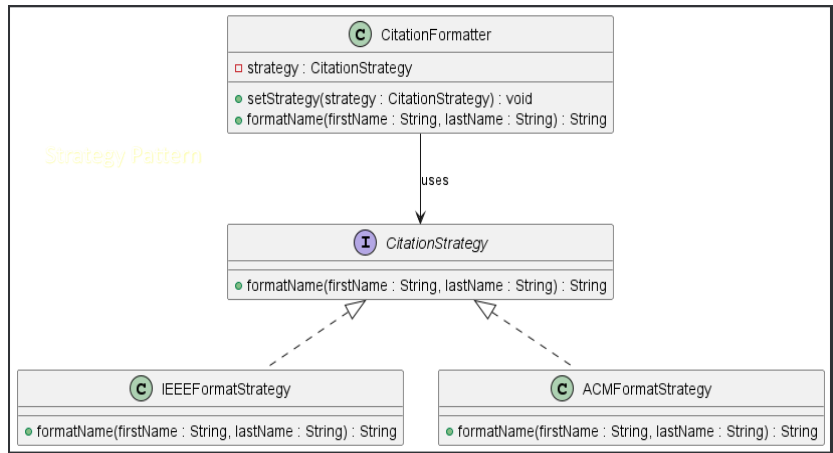 C CitationFormatter
strategy : CitationStrategy
setStrategy(strategy : CitationStrategy) : void
formatName(firstName : String, lastName : String) : String
Strategy Pattern
uses
I CitationStrategy
formatName(firstName : String, lastName : String) : String
C IEEEFormatStrategy
formatName(firstName : String, lastName : String) : String
C ACMFormatStrategy
formatName(firstName : String, lastName : String) : String